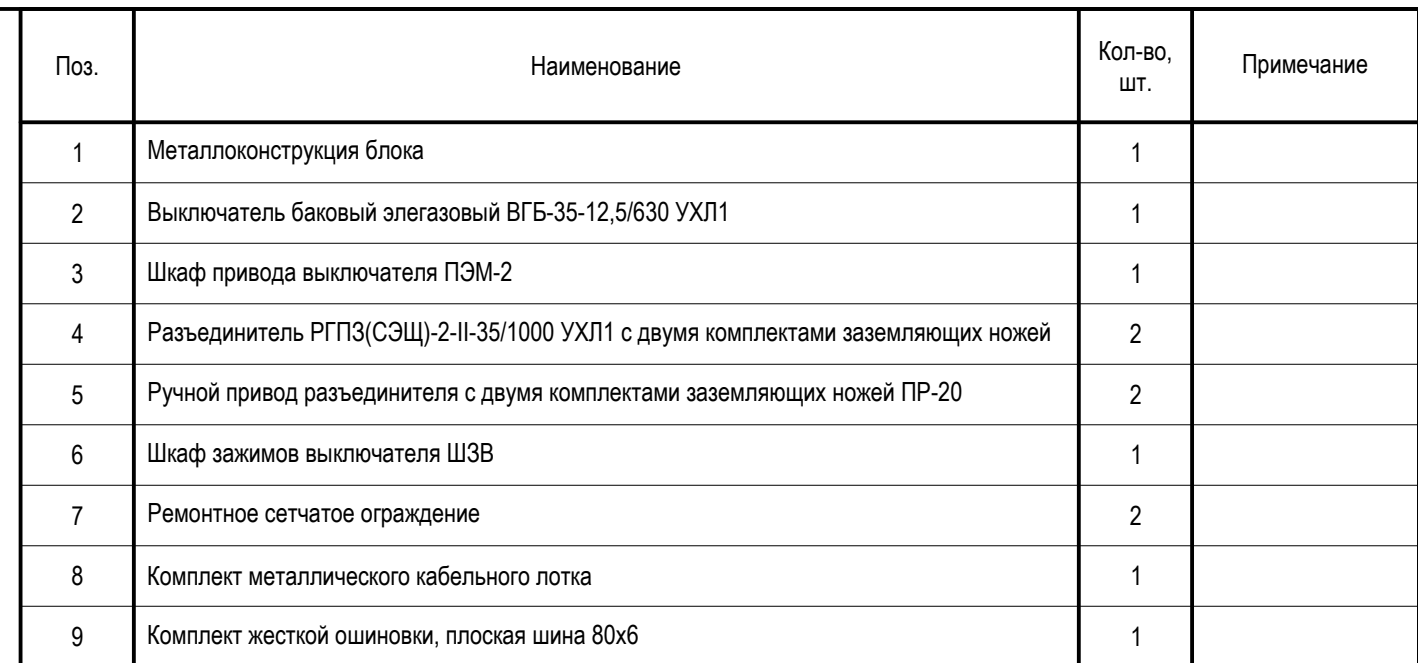 Поз. Наименование Кол-во, шт. Примечание
1 Металлоконструкция блока 1
2 Выключатель баковый элегазовый ВГБ-35-12,5/630 УХЛ1 1
3 Шкаф привода выключателя ПЭМ-2 1
4 Разъединитель РГПЗ(СЭЩ)-2-II-35/1000 УХЛ1 с двумя комплектами заземляющих ножей 2
5 Ручной привод разъединителя с двумя комплектами заземляющих ножей ПР-20 2
6 Шкаф зажимов выключателя ШЗВ 1
7 Ремонтное сетчатое ограждение 2
8 Комплект металлического кабельного лотка 1
9 Комплект жесткой ошиновки, плоская шина 80х6 1